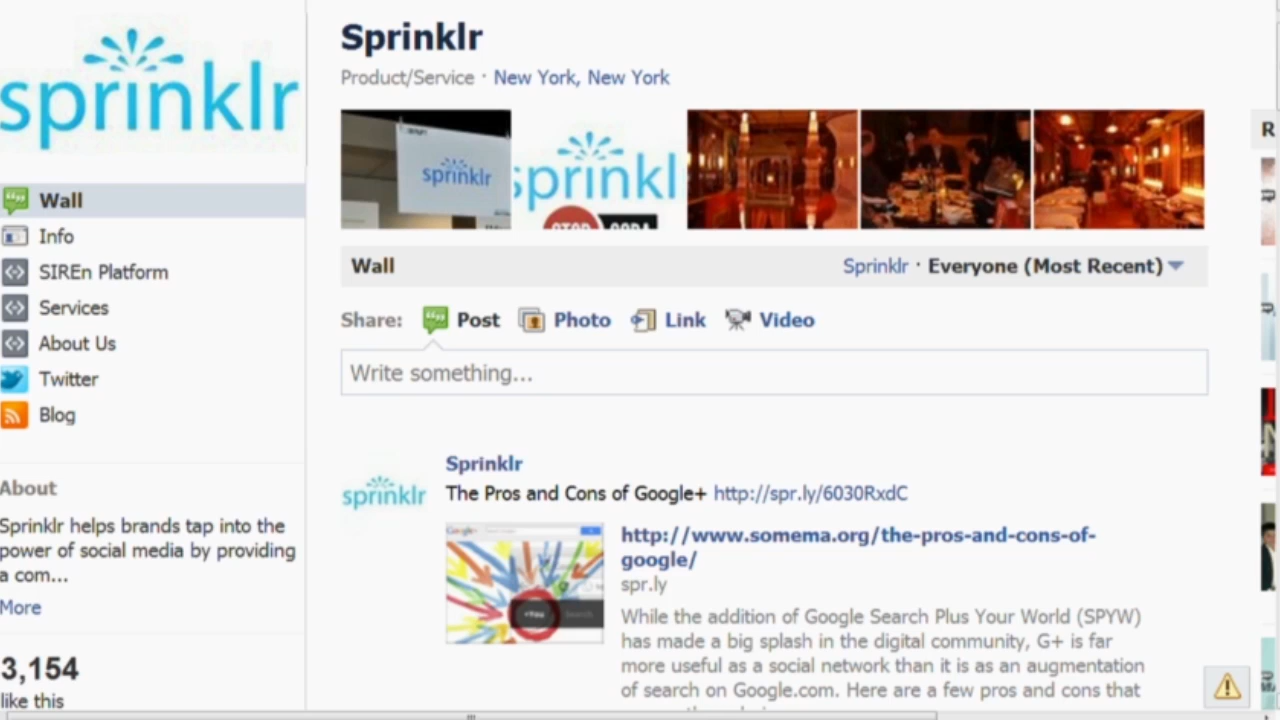 sprinklr
Wall
Info
SIREn Platform
Services
About Us
Twitter
Blog
About
Sprinklr helps brands tap into the
power of social media by providing
a com...
More
3,154
like this
Sprinklr
Product/Service · New York, New York
sprinklr
sprinkl
STOP
Wall
Sprinklr · Everyone (Most Recent)
Share: Post Photo Link Video
Write something...
sprinklr
Sprinklr
The Pros and Cons of Google+ http://spr.ly/6030RxdC
Google+
+You Search
http://www.somema.org/the-pros-and-cons-of-
google/
spr.ly
While the addition of Google Search Plus Your World (SPYW)
has made a big splash in the digital community, G+ is far
more useful as a social network than it is as an augmentation
of search on Google.com. Here are a few pros and cons that
R